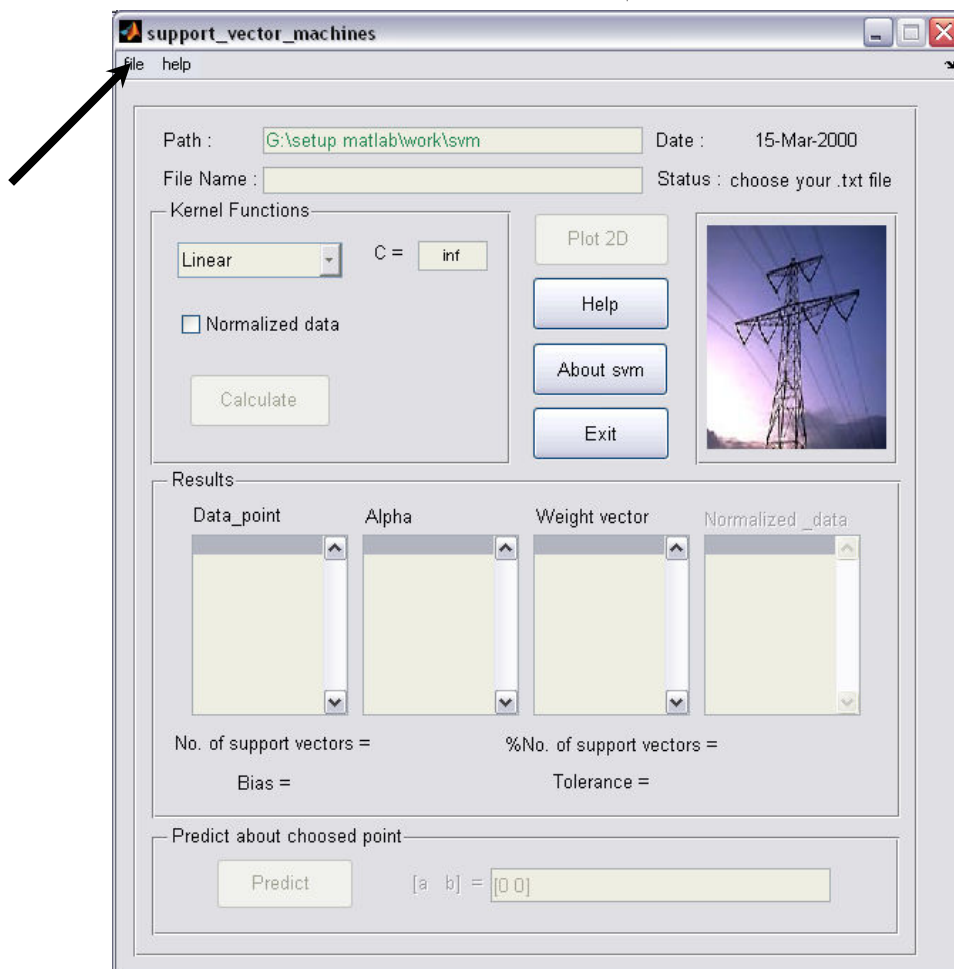 support_vector_machines
file help
Path : G:\setup matlab\work\svm Date : 15-Mar-2000
File Name : Status : choose your .txt file
Kernel Functions
Linear C = inf
Normalized data
Calculate
Plot 2D
Help
About svm
Exit
Results
Data_point Alpha Weight vector Normalized _data
No. of support vectors = %No. of support vectors =
Bias = Tolerance =
Predict about choosed point
Predict [a b] = [0 0]